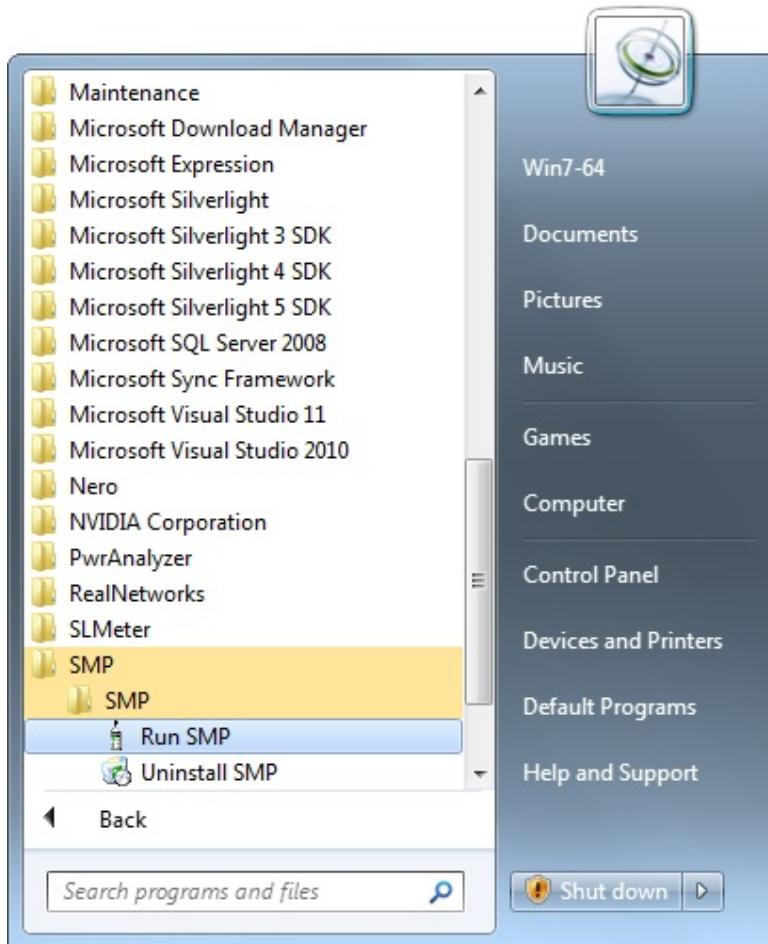 Maintenance
Microsoft Download Manager
Microsoft Expression
Microsoft Silverlight
Microsoft Silverlight 3 SDK
Microsoft Silverlight 4 SDK
Microsoft Silverlight 5 SDK
Microsoft SQL Server 2008
Microsoft Sync Framework
Microsoft Visual Studio 11
Microsoft Visual Studio 2010
Nero
NVIDIA Corporation
PwrAnalyzer
RealNetworks
SLMeter
SMP
SMP
Run SMP
Uninstall SMP
Back
Search programs and files
Win7-64
Documents
Pictures
Music
Games
Computer
Control Panel
Devices and Printers
Default Programs
Help and Support
Shut down